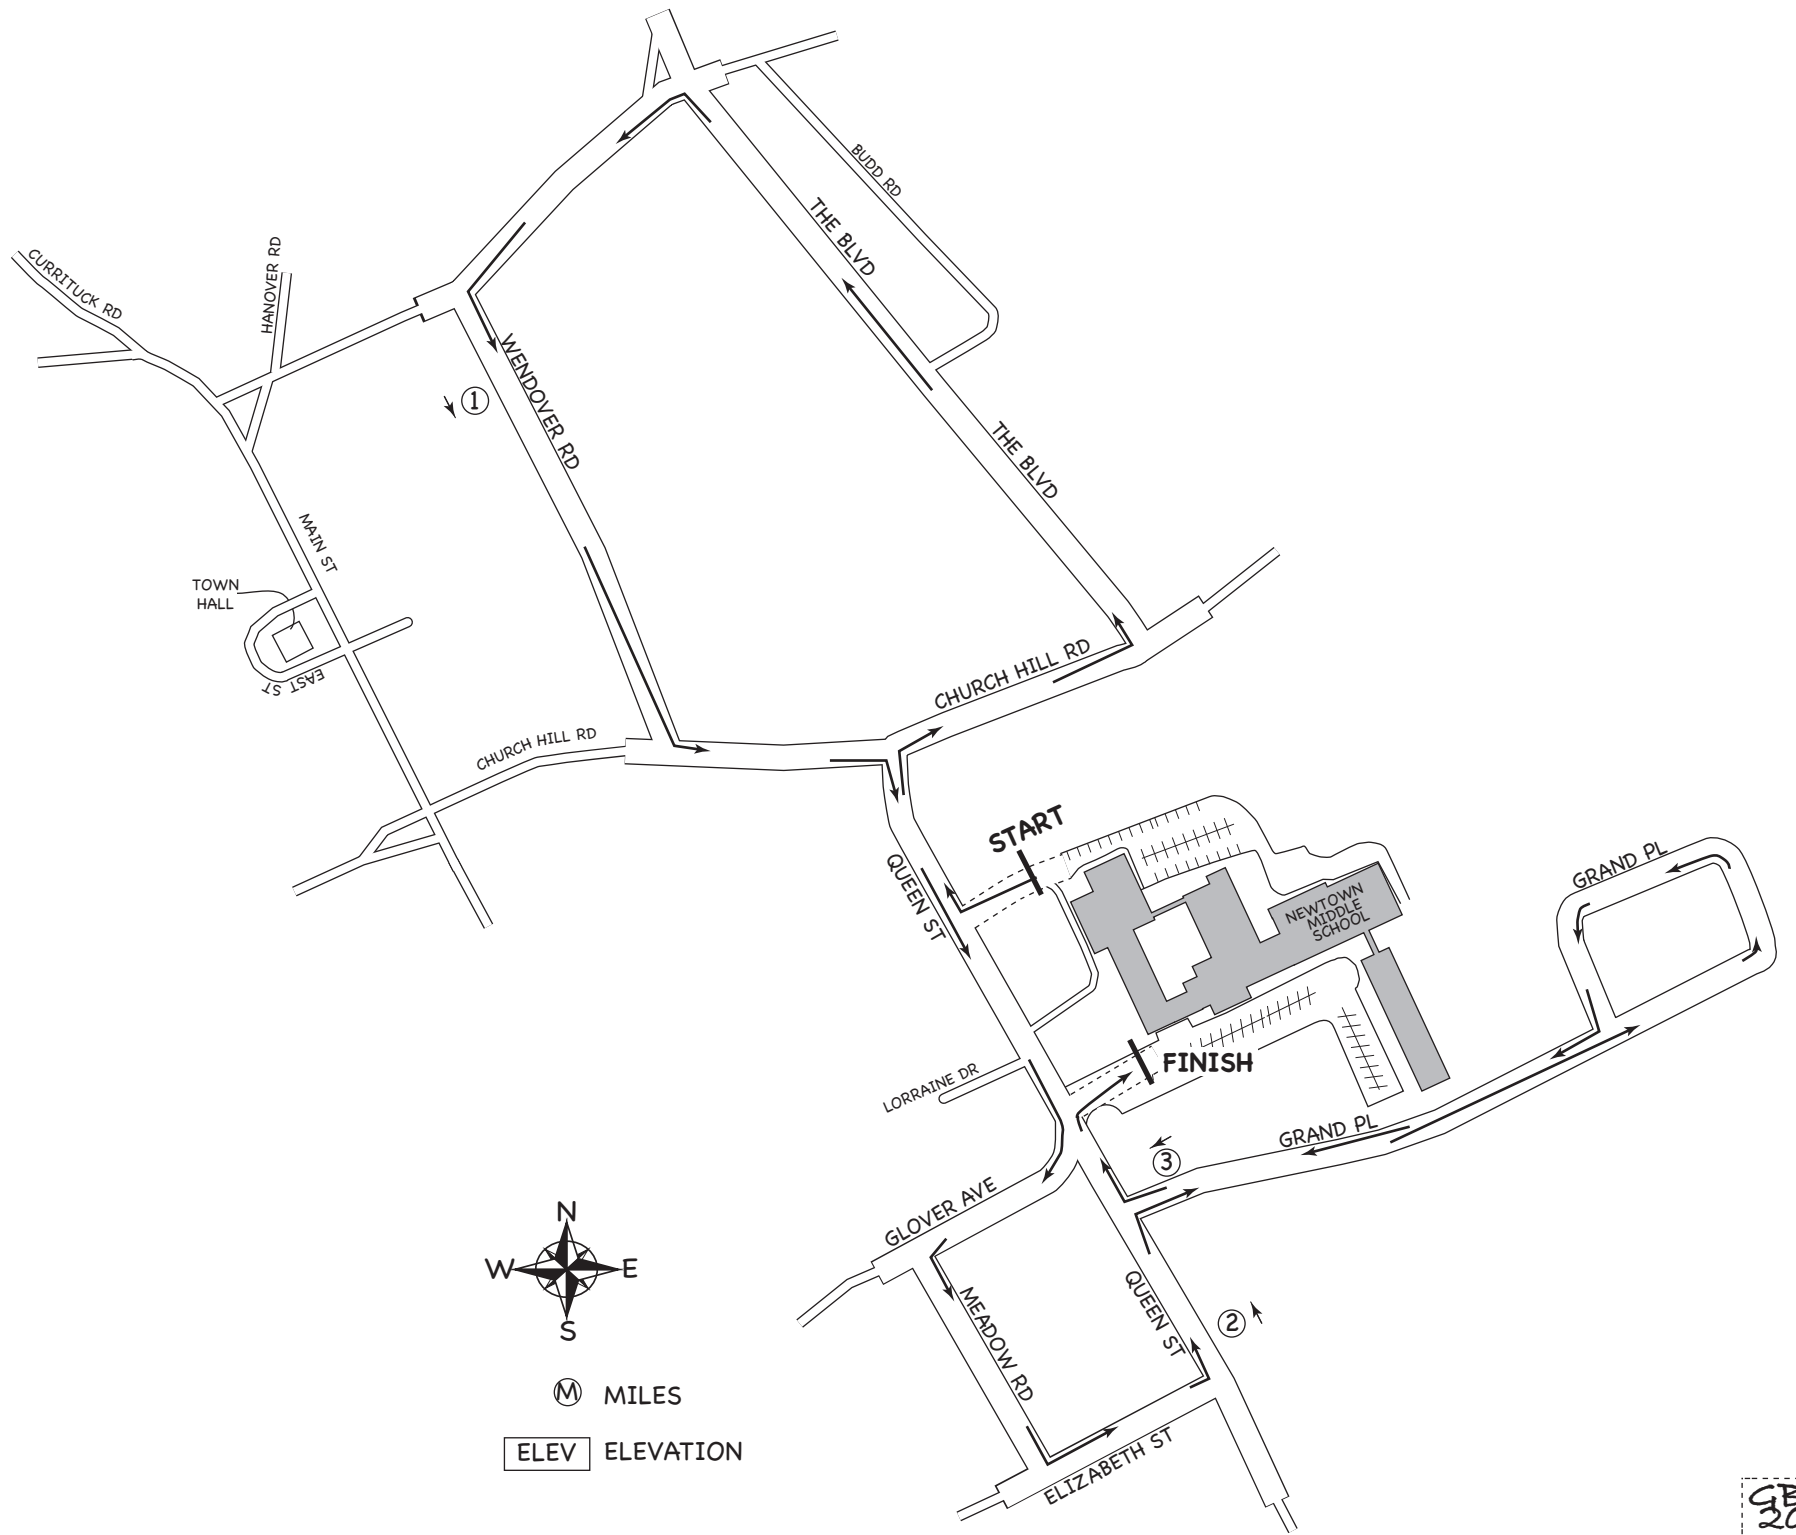 BUDD RD
THE BLVD
CURRITUCK RD
HANOVER RD
WENDOVER RD
1
THE BLVD
MAIN ST
TOWN
HALL
EAST ST
CHURCH HILL RD
CHURCH HILL RD
START
QUEEN ST
NEWTOWN
MIDDLE
SCHOOL
GRAND PL
FINISH
LORRAINE DR
GRAND PL
3
GLOVER AVE
N
W
E
S
MEADOW RD
QUEEN ST
2
M MILES
ELEV ELEVATION
ELIZABETH ST